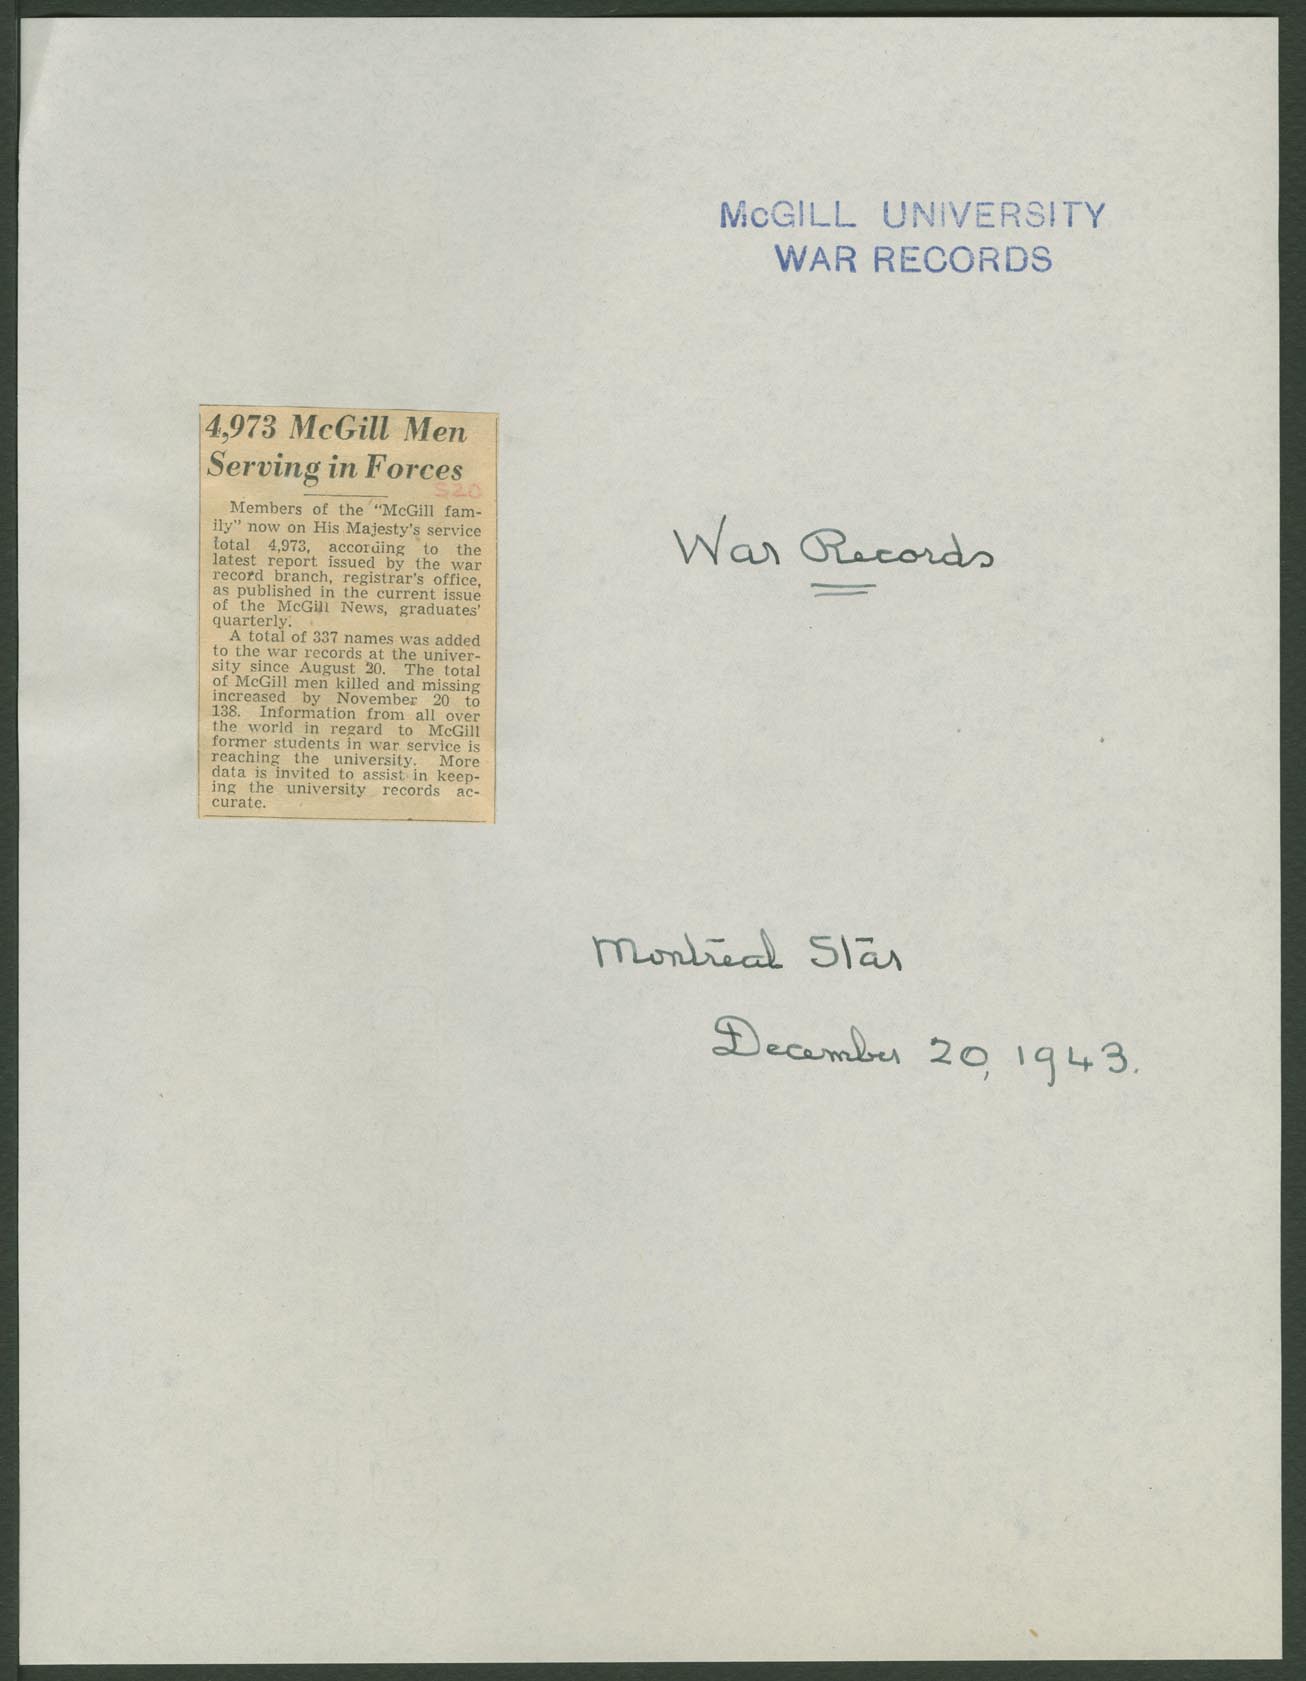 McGILL UNIVERSITY
WAR RECORDS
4,973 McGill Men
Serving in Forces
S20
Members of the “McGill fam-
ily” now on His Majesty's service
total 4,973, according to the
latest report issued by the war
record branch, registrar's office,
as published in the current issue
of the McGill News, graduates'
quarterly.
A total of 337 names was added
to the war records at the univer-
sity since August 20. The total
of McGill men killed and missing
increased by November 20 to
138. Information from all over
the world in regard to McGill
former students in war service is
reaching the university. More
data is invited to assist in keep-
ing the university records ac-
curate.
War Records
Montreal Star
December 20, 1943.